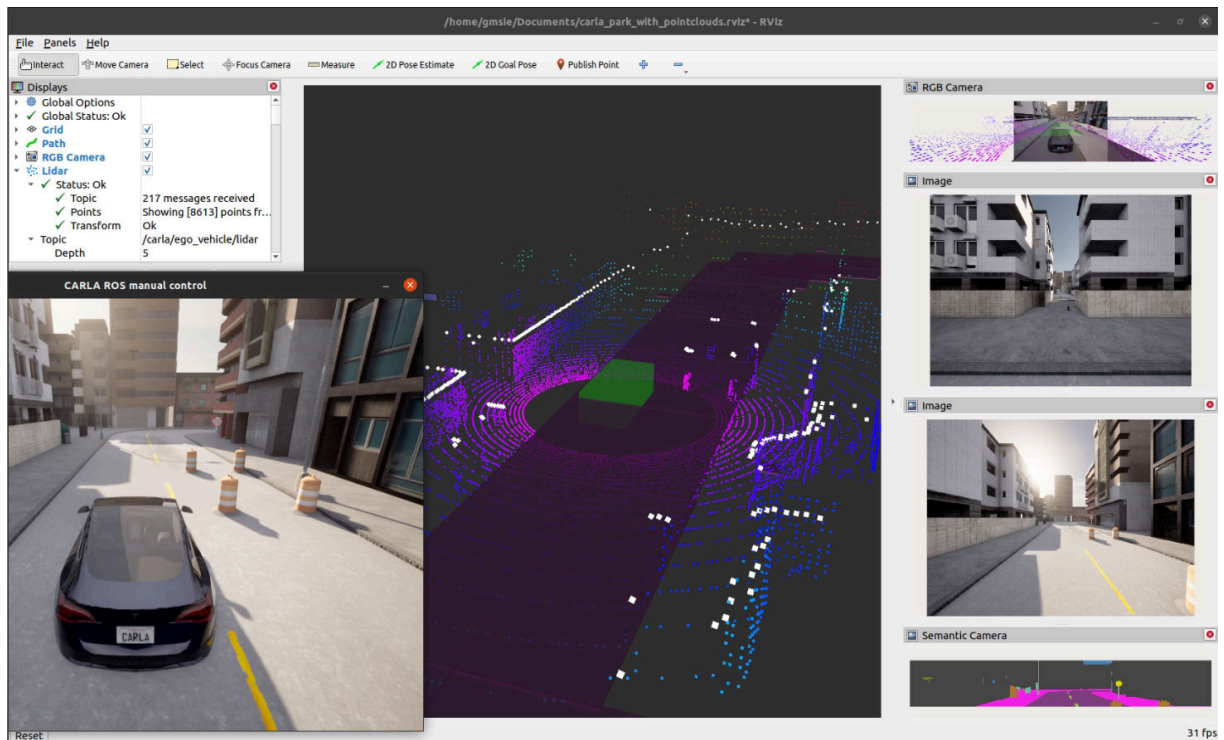 /home/gmsie/Documents/carla_park_with_pointclouds.rviz* - RViz
File Panels Help
Interact Move Camera Select Focus Camera Measure 2D Pose Estimate 2D Goal Pose Publish Point
Displays
Global Options
Global Status: Ok
Grid
Path
RGB Camera
Lidar
Status: Ok
Topic 217 messages received
Points Showing [8613] points fr...
Transform Ok
Topic /carla/ego_vehicle/lidar
Depth 5
CARLA ROS manual control
CARLA
Reset
RGB Camera
Image
Image
Semantic Camera
31 fps